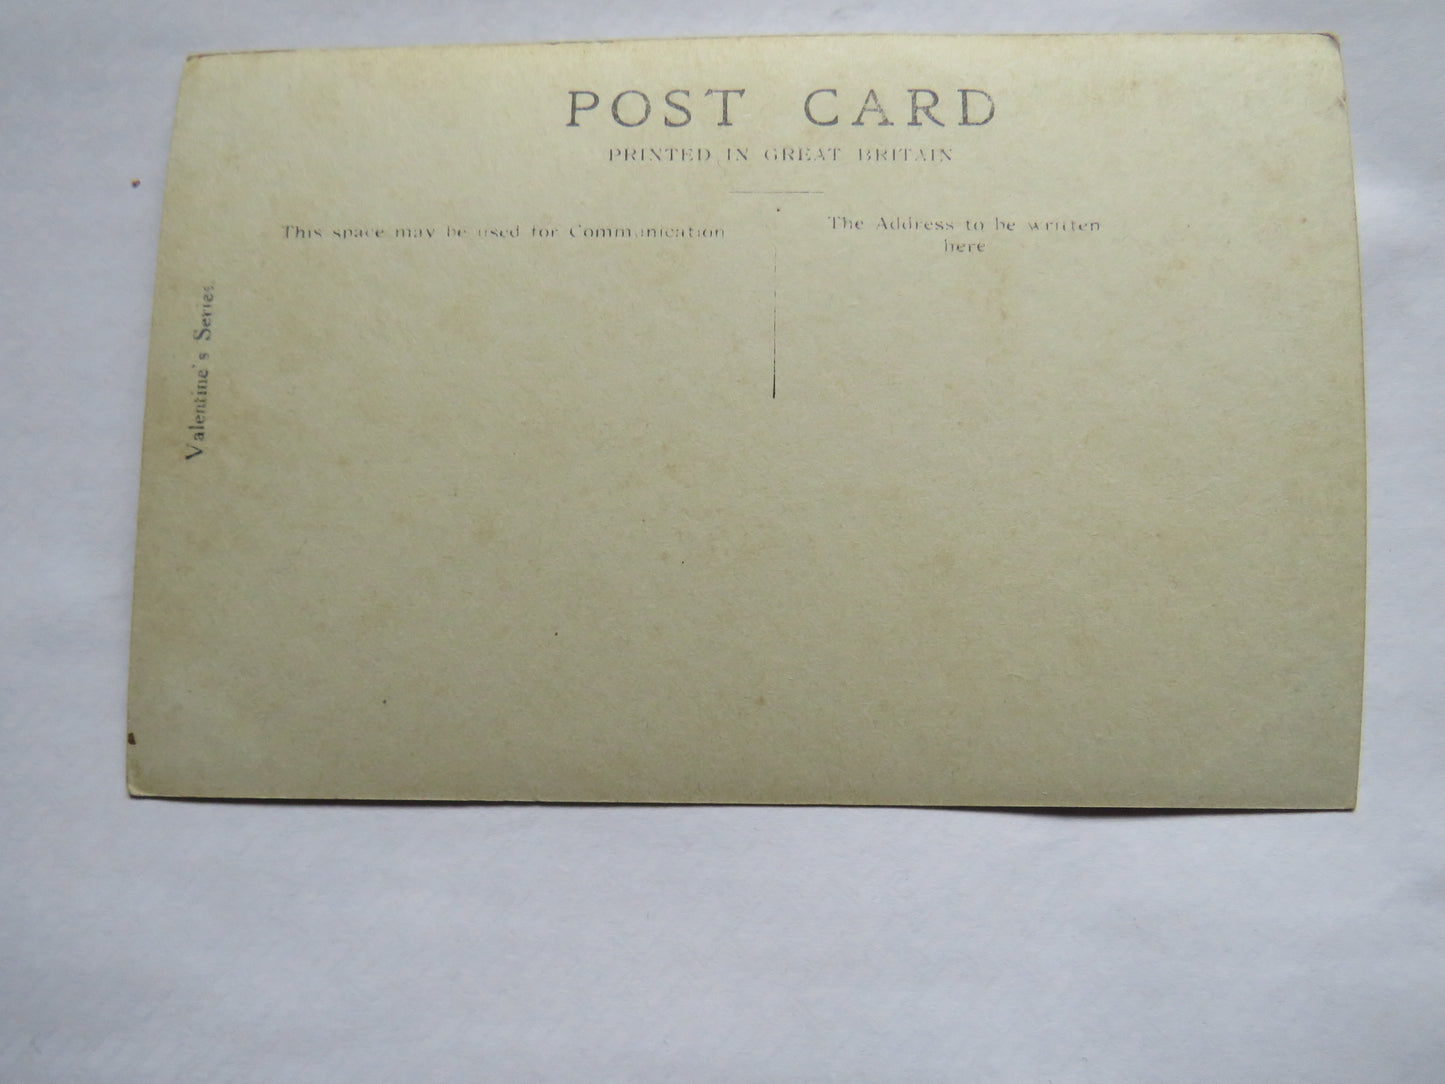 POST CARD
PRINTED IN GREAT BRITAIN
This space may be used for Communication
The Address to be written
here
Valentine's Series